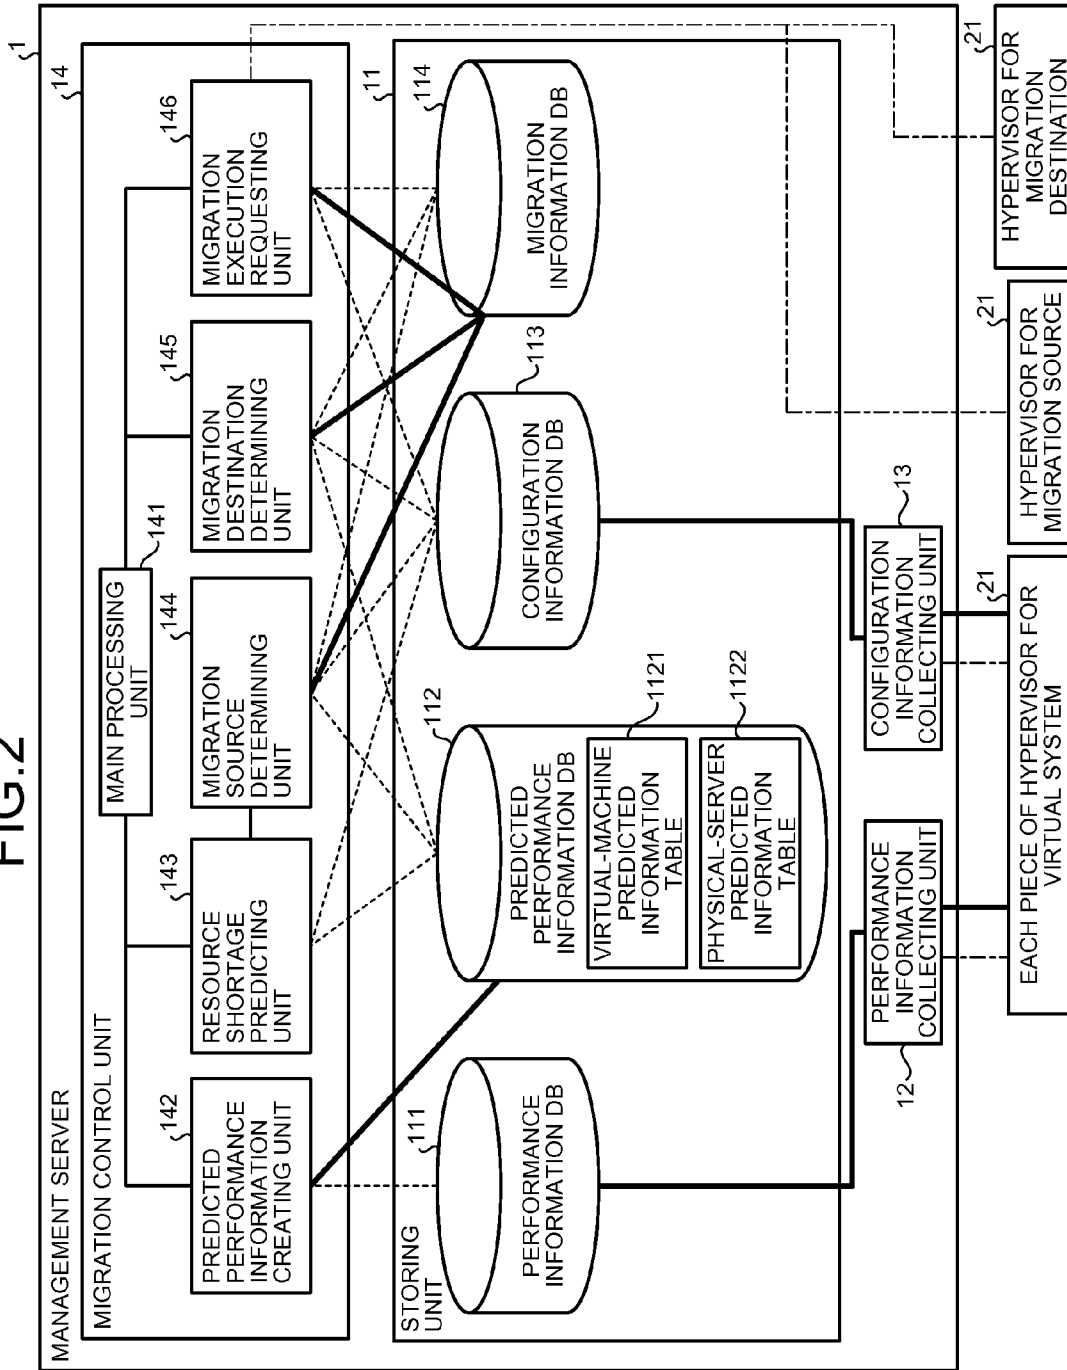 FIG.2
MANAGEMENT SERVER
1
MIGRATION CONTROL UNIT
14
MAIN PROCESSING
UNIT
141
142
PREDICTED
PERFORMANCE
INFORMATION
CREATING UNIT
143
RESOURCE
SHORTAGE
PREDICTING
UNIT
144
MIGRATION
SOURCE
DETERMINING
UNIT
145
MIGRATION
DESTINATION
DETERMINING
UNIT
146
MIGRATION
EXECUTION
REQUESTING
UNIT
STORING
UNIT
11
111
PERFORMANCE
INFORMATION DB
112
PREDICTED
PERFORMANCE
INFORMATION DB
VIRTUAL-MACHINE
PREDICTED
INFORMATION
TABLE
1121
PHYSICAL-SERVER
PREDICTED
INFORMATION
TABLE
1122
113
CONFIGURATION
INFORMATION DB
114
MIGRATION
INFORMATION DB
12
PERFORMANCE
INFORMATION
COLLECTING UNIT
13
CONFIGURATION
INFORMATION
COLLECTING UNIT
21
EACH PIECE OF HYPERVISOR FOR
VIRTUAL SYSTEM
21
HYPERVISOR FOR
MIGRATION SOURCE
21
HYPERVISOR FOR
MIGRATION
DESTINATION